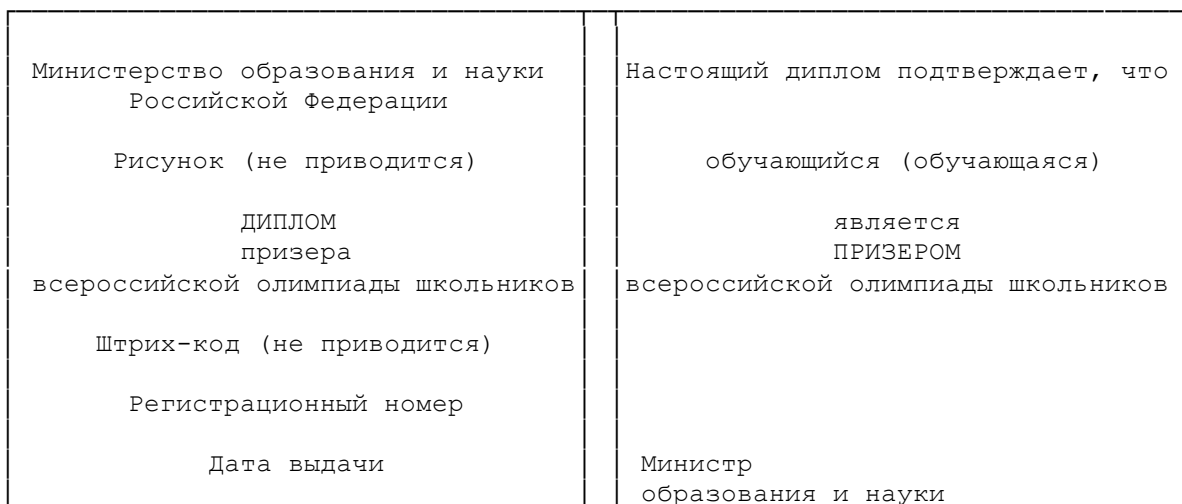 Министерство образования и науки
Российской Федерации
Рисунок (не приводится)
ДИПЛОМ
призера
всероссийской олимпиады школьников
Штрих-код (не приводится)
Регистрационный номер
Дата выдачи
Настоящий диплом подтверждает, что
обучающийся (обучающаяся)
является
ПРИЗЕРОМ
всероссийской олимпиады школьников
Министр
образования и науки